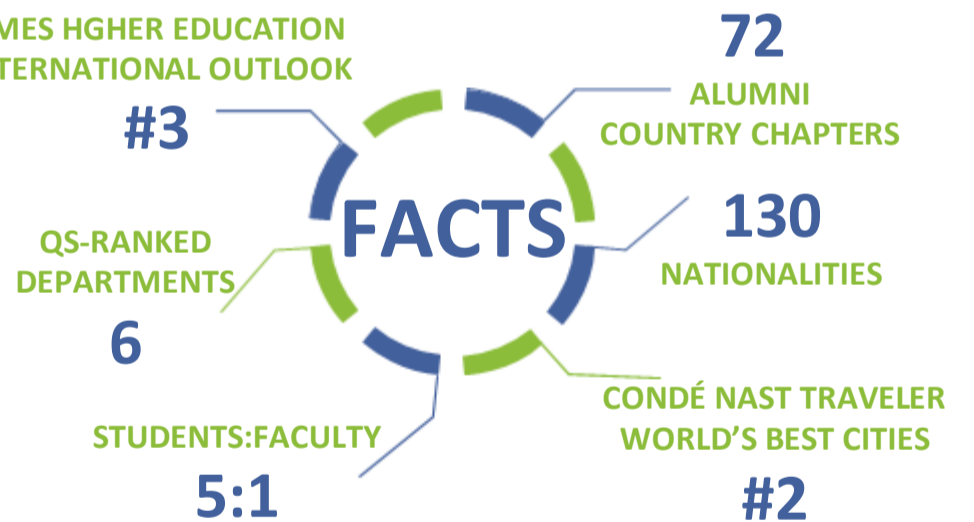 MES HGHER EDUCATION
TERNATIONAL OUTLOOK
#3
72
ALUMNI
COUNTRY CHAPTERS
FACTS
130
NATIONALITIES
QS-RANKED
DEPARTMENTS
6
CONDÉ NAST TRAVELER
WORLD'S BEST CITIES
#2
STUDENTS:FACULTY
5:1